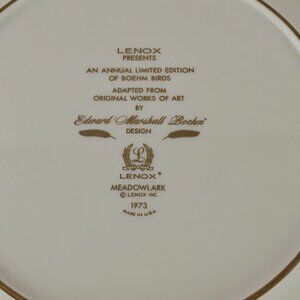 LENOX
PRESENTS
AN ANNUAL LIMITED EDITION
OF BOEHM BIRDS
ADAPTED FROM
ORIGINAL WORKS OF ART
BY
Edward Marshall Boehm
DESIGN
L
LENOX®
MEADOWLARK
© LENOX INC.
1973
MADE IN U.S.A.